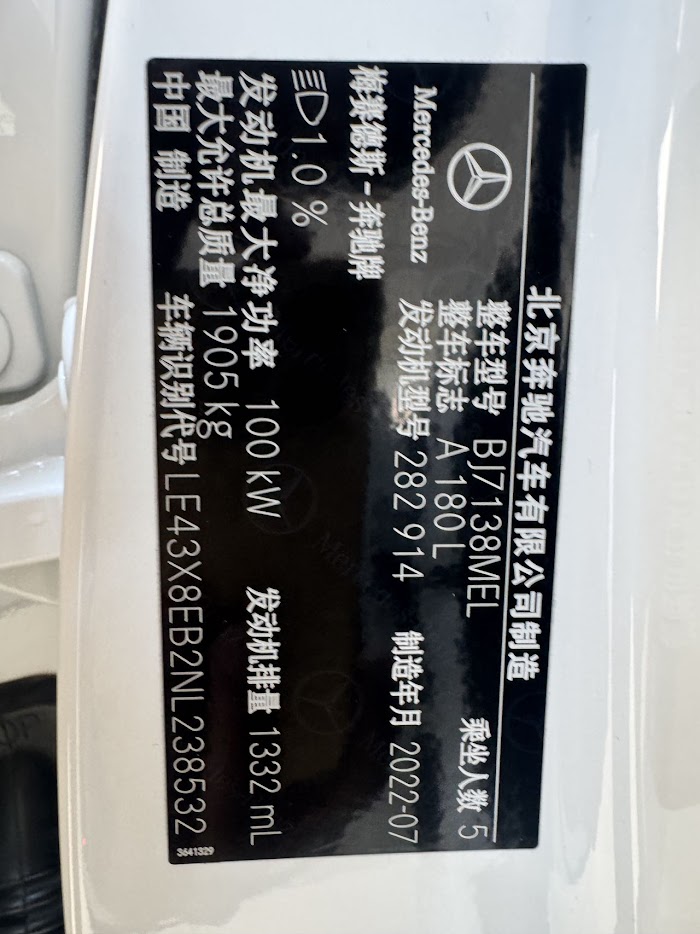 北京奔驰汽车有限公司制造
Mercedes-Benz
整车型号 BJ7138MEL 乘坐人数 5
整车标志 A 180 L
发动机型号 282 914 制造年月 2022-07
梅赛德斯-奔驰牌
1.0 %
发动机最大净功率 100 kW 发动机排量 1332 mL
最大允许总质量 1905 kg
中国 制造 车辆识别代号 LE43X8EB2NL238532
3641329